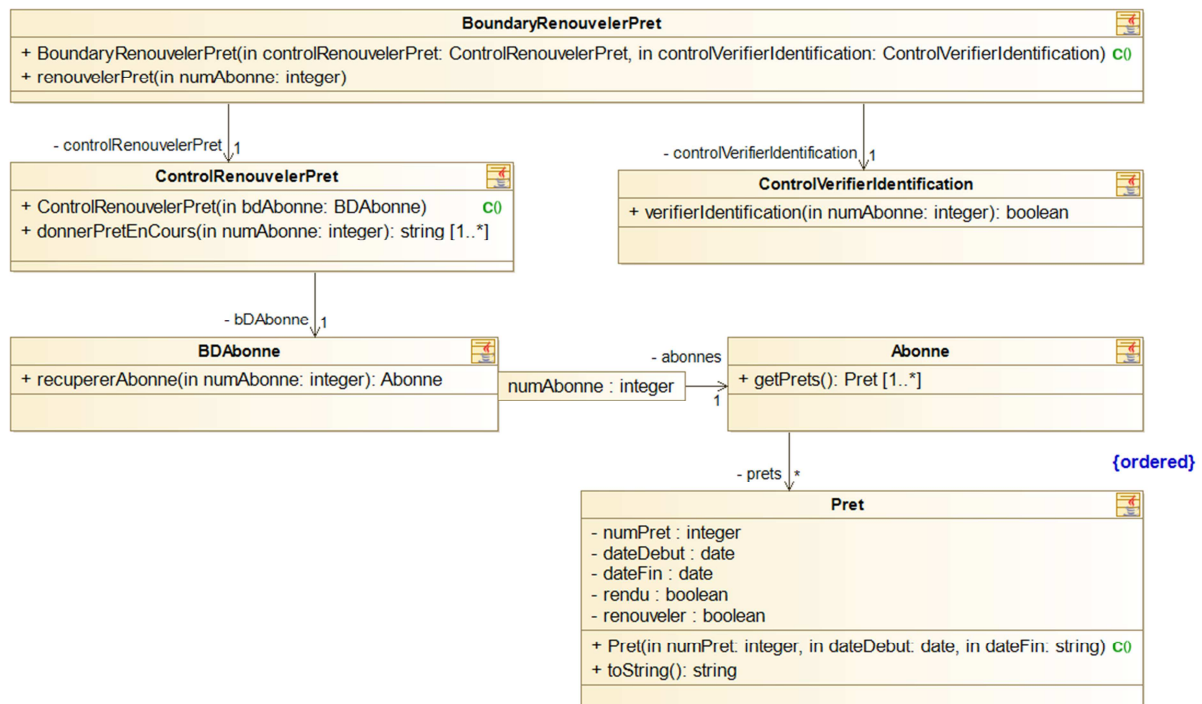 BoundaryRenouvelerPret
+ BoundaryRenouvelerPret(in controlRenouvelerPret: ControlRenouvelerPret, in controlVerifierIdentification: ControlVerifierIdentification) C()
+ renouvelerPret(in numAbonne: integer)
- controlRenouvelerPret 1
- controlVerifierIdentification 1
ControlRenouvelerPret
+ ControlRenouvelerPret(in bdAbonne: BDAbonne) C()
+ donnerPretEnCours(in numAbonne: integer): string [1..*]
ControlVerifierIdentification
+ verifierIdentification(in numAbonne: integer): boolean
- bDAbonne 1
BDAbonne
+ recupererAbonne(in numAbonne: integer): Abonne
numAbonne : integer
- abonnes
1
Abonne
+ getPrets(): Pret [1..*]
{ordered}
- prets *
Pret
- numPret : integer
- dateDebut : date
- dateFin : date
- rendu : boolean
- renouveler : boolean
+ Pret(in numPret: integer, in dateDebut: date, in dateFin: string) C()
+ toString(): string